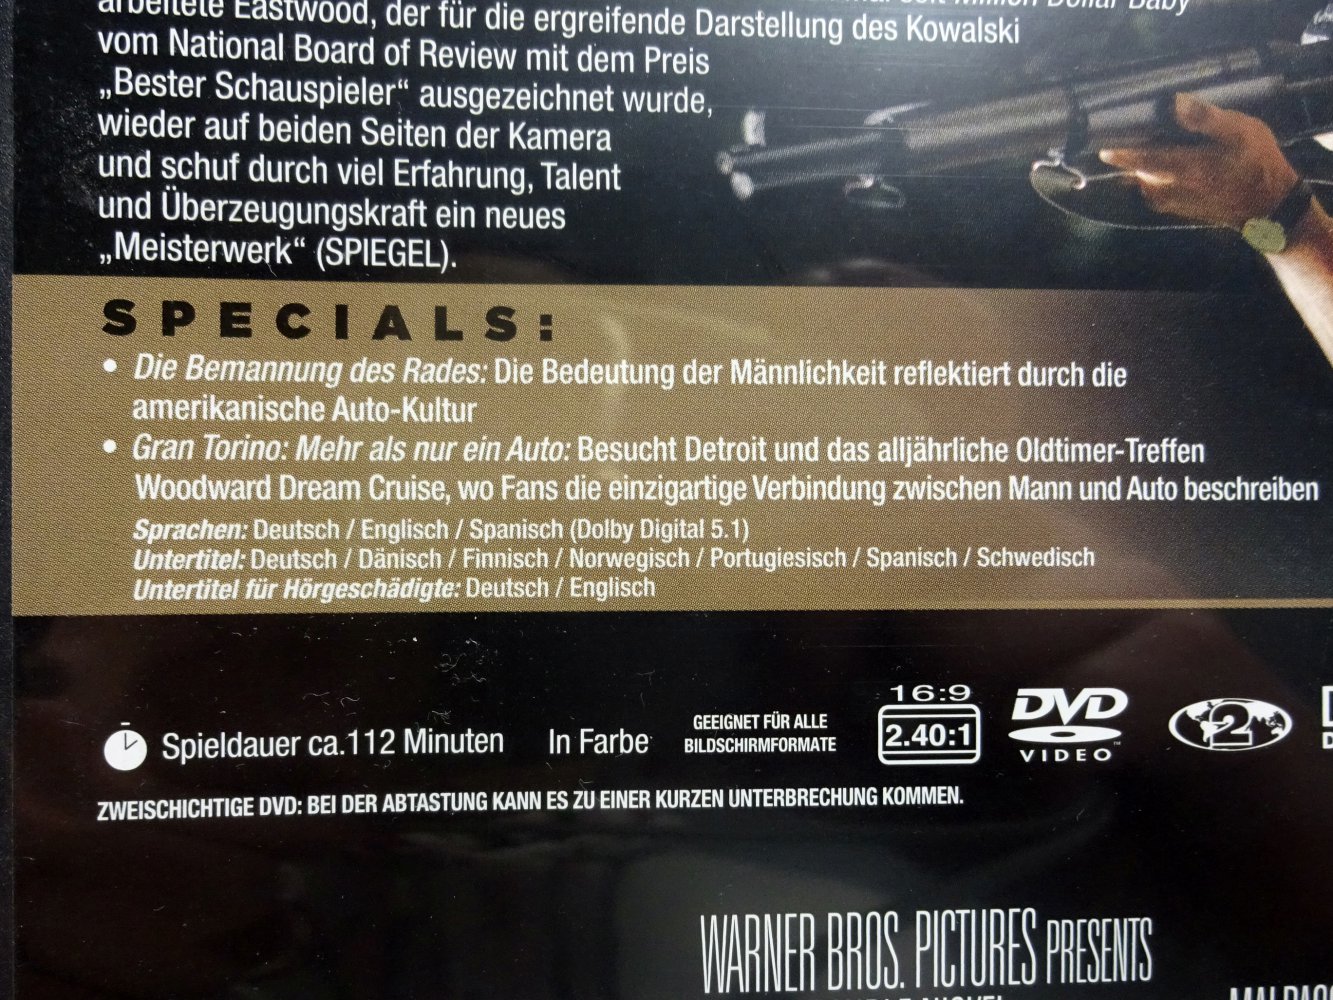 arbeitete Eastwood, der für die ergreifende Darstellung des Kowalski
vom National Board of Review mit dem Preis
„Bester Schauspieler“ ausgezeichnet wurde,
wieder auf beiden Seiten der Kamera
und schuf durch viel Erfahrung, Talent
und Überzeugungskraft ein neues
„Meisterwerk“ (SPIEGEL).
SPECIALS:
• Die Bemannung des Rades: Die Bedeutung der Männlichkeit reflektiert durch die
amerikanische Auto-Kultur
• Gran Torino: Mehr als nur ein Auto: Besucht Detroit und das alljährliche Oldtimer-Treffen
Woodward Dream Cruise, wo Fans die einzigartige Verbindung zwischen Mann und Auto beschreiben
Sprachen: Deutsch / Englisch / Spanisch (Dolby Digital 5.1)
Untertitel: Deutsch / Dänisch / Finnisch / Norwegisch / Portugiesisch / Spanisch / Schwedisch
Untertitel für Hörgeschädigte: Deutsch / Englisch
Spieldauer ca.112 Minuten
In Farbe
GEEIGNET FÜR ALLE
BILDSCHIRMFORMATE
16:9
2.40:1
DVD
VIDEO
2
ZWEISCHICHTIGE DVD: BEI DER ABTASTUNG KANN ES ZU EINER KURZEN UNTERBRECHUNG KOMMEN.
WARNER BROS. PICTURES PRESENTS